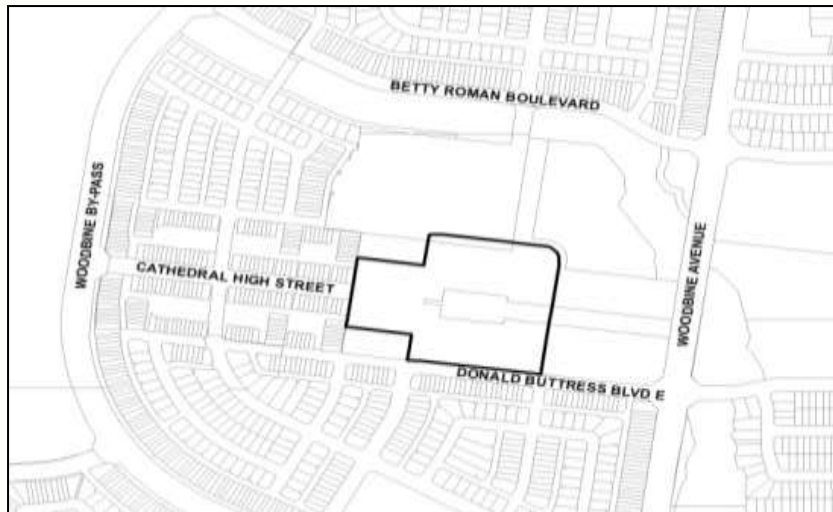 BETTY ROMAN BOULEVARD
WOODBINE BY-PASS
WOODBINE AVENUE
CATHEDRAL HIGH STREET
DONALD BUTTRESS BLVD E